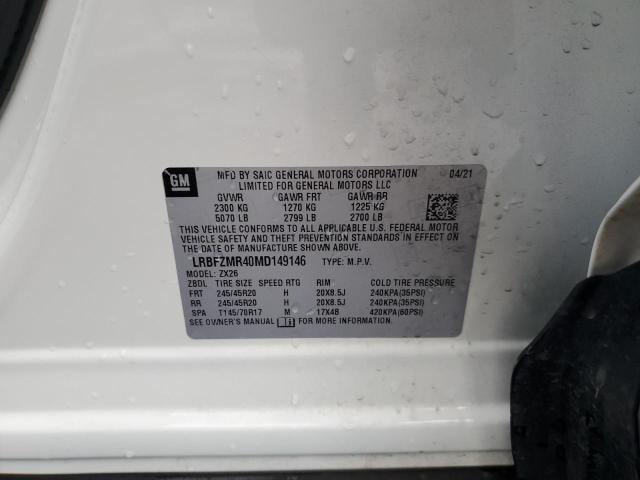 GM
MFD BY SAIC GENERAL MOTORS CORPORATION 04/21
LIMITED FOR GENERAL MOTORS LLC
GVWR GAWR FRT GAWR RR
2300 KG 1270 KG 1225 KG
5070 LB 2799 LB 2700 LB
THIS VEHICLE CONFORMS TO ALL APPLICABLE U.S. FEDERAL MOTOR
VEHICLE SAFETY AND THEFT PREVENTION STANDARDS IN EFFECT ON THE
DATE OF MANUFACTURE SHOWN ABOVE.
LRBFZMR40MD149146 TYPE: M.P.V.
MODEL: ZX26
ZBDL TIRE SIZE SPEED RTG RIM COLD TIRE PRESSURE
FRT 245/45R20 H 20X8.5J 240KPA(35PSI)
RR 245/45R20 H 20X8.5J 240KPA(35PSI)
SPA T145/70R17 M 17X4B 420KPA(60PSI)
SEE OWNER'S MANUAL FOR MORE INFORMATION.